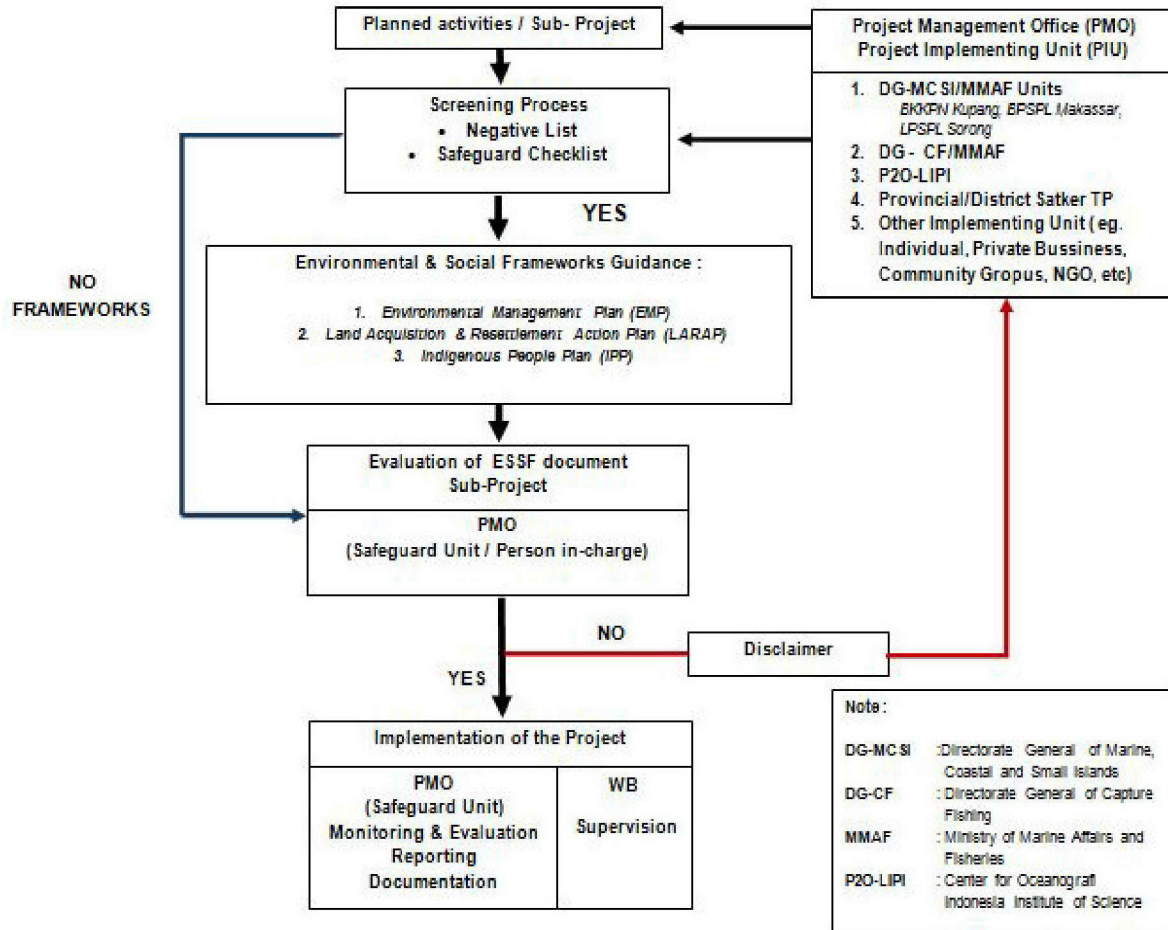 Planned activities / Sub- Project
Project Management Office (PMO)
Project Implementing Unit (PIU)
1. DG-MCSI/MMAF Units
BKKPN Kupang, BPSPL Makassar,
LPSPL Sorong
2. DG - CF/MMAF
3. P2O-LIPI
4. Provincial/District Satker TP
5. Other Implementing Unit ( eg.
Individual, Private Bussiness,
Community Gropus, NGO, etc)
Screening Process
• Negative List
• Safeguard Checklist
YES
NO
FRAMEWORKS
Environmental & Social Frameworks Guidance :
1. Environmental Management Plan (EMP)
2. Land Acquisition & Resettlement Action Plan (LARAP)
3. Indigenous People Plan (IPP)
Evaluation of ESSF document
Sub-Project
PMO
(Safeguard Unit / Person in-charge)
NO
Disclaimer
YES
Implementation of the Project
PMO
(Safeguard Unit)
Monitoring & Evaluation
Reporting
Documentation
WB
Supervision
Note :
DG-MCSI :Directorate General of Marine,
Coastal and Small Islands
DG-CF : Directorate General of Capture
Fishing
MMAF : Ministry of Marine Affairs and
Fisheries
P2O-LIPI : Center for Oceanografi
Indonesia Institute of Science